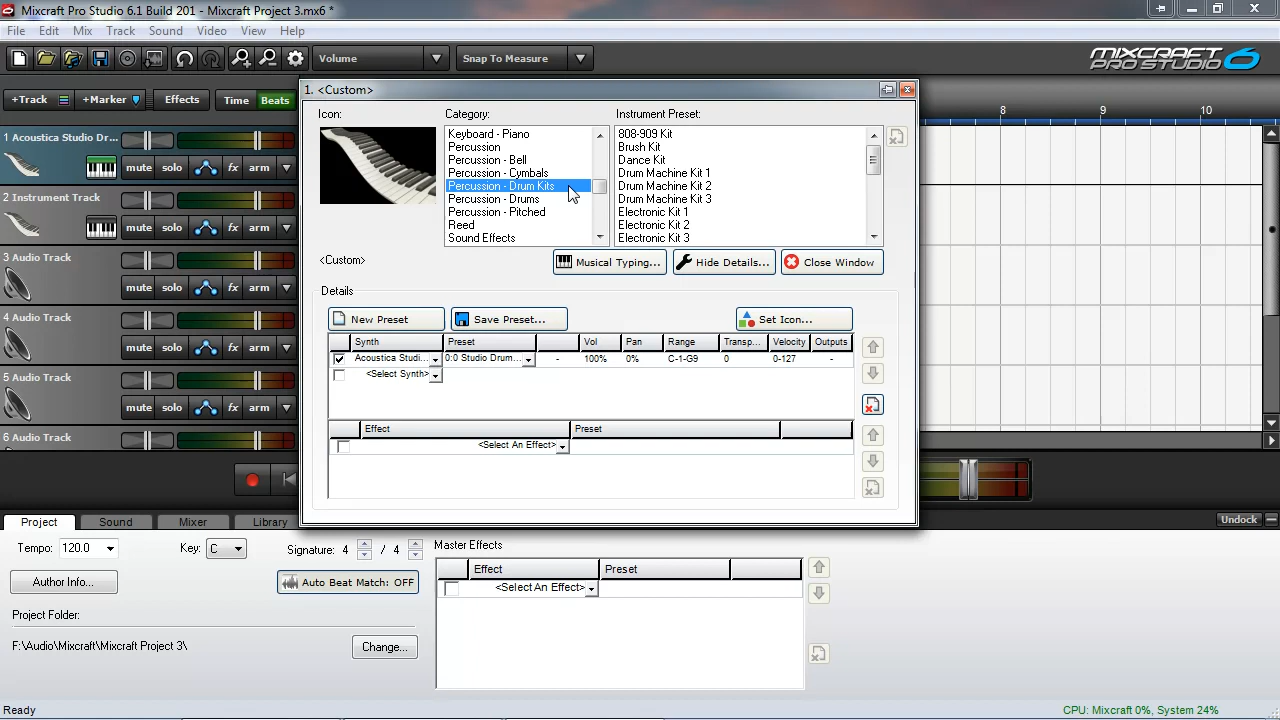 Mixcraft Pro Studio 6.1 Build 201 - Mixcraft Project 3.mx6 *
File Edit Mix Track Sound Video View Help
Volume Snap To Measure MIXCRAFT PRO STUDIO 6
+Track +Marker Effects Time Beats
8 9 10
1 Acoustica Studio Dr...
mute solo fx arm
2 Instrument Track
mute solo fx arm
3 Audio Track
mute solo fx arm
4 Audio Track
mute solo fx arm
5 Audio Track
mute solo fx arm
6 Audio Track
1. <Custom>
Icon: Category: Instrument Preset:
Keyboard - Piano
Percussion
Percussion - Bell
Percussion - Cymbals
Percussion - Drum Kits
Percussion - Drums
Percussion - Pitched
Reed
Sound Effects
808-909 Kit
Brush Kit
Dance Kit
Drum Machine Kit 1
Drum Machine Kit 2
Drum Machine Kit 3
Electronic Kit 1
Electronic Kit 2
Electronic Kit 3
<Custom> Musical Typing... Hide Details... Close Window
Details
New Preset Save Preset... Set Icon...
Synth Preset Vol Pan Range Transp... Velocity Outputs
Acoustica Studi... 0:0 Studio Drum... - 100% 0% C-1-G9 0 0-127 -
<Select Synth>
Effect Preset
<Select An Effect>
Project Sound Mixer Library Undock
Tempo: 120.0 Key: C Signature: 4 / 4
Author Info... Auto Beat Match: OFF
Project Folder:
F:\Audio\Mixcraft\Mixcraft Project 3\ Change...
Master Effects
Effect Preset
<Select An Effect>
Ready CPU: Mixcraft 0%, System 24%